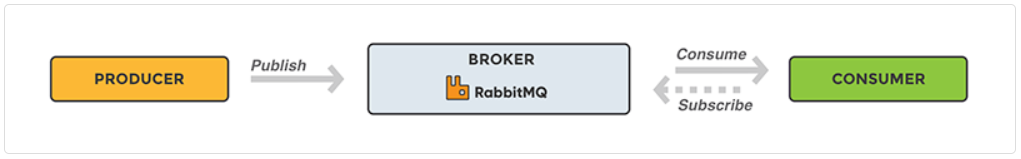 PRODUCER
Publish
BROKER
RabbitMQ
Consume
Subscribe
CONSUMER